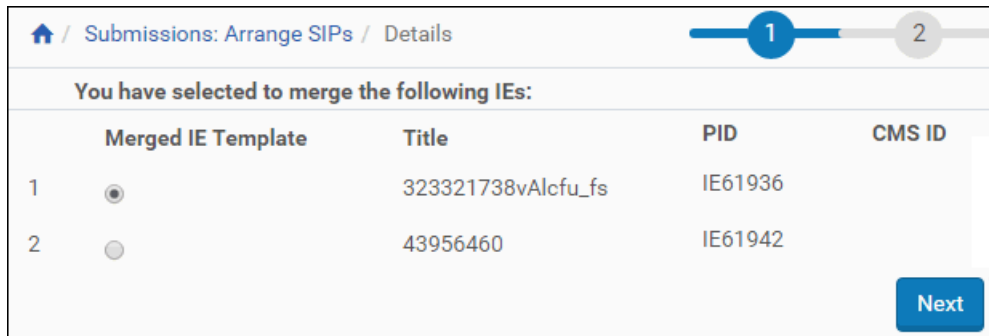 / Submissions: Arrange SIPs / Details 1 2
You have selected to merge the following IEs:
Merged IE Template Title PID CMS ID
1 323321738vAlcfu_fs IE61936
2 43956460 IE61942
Next